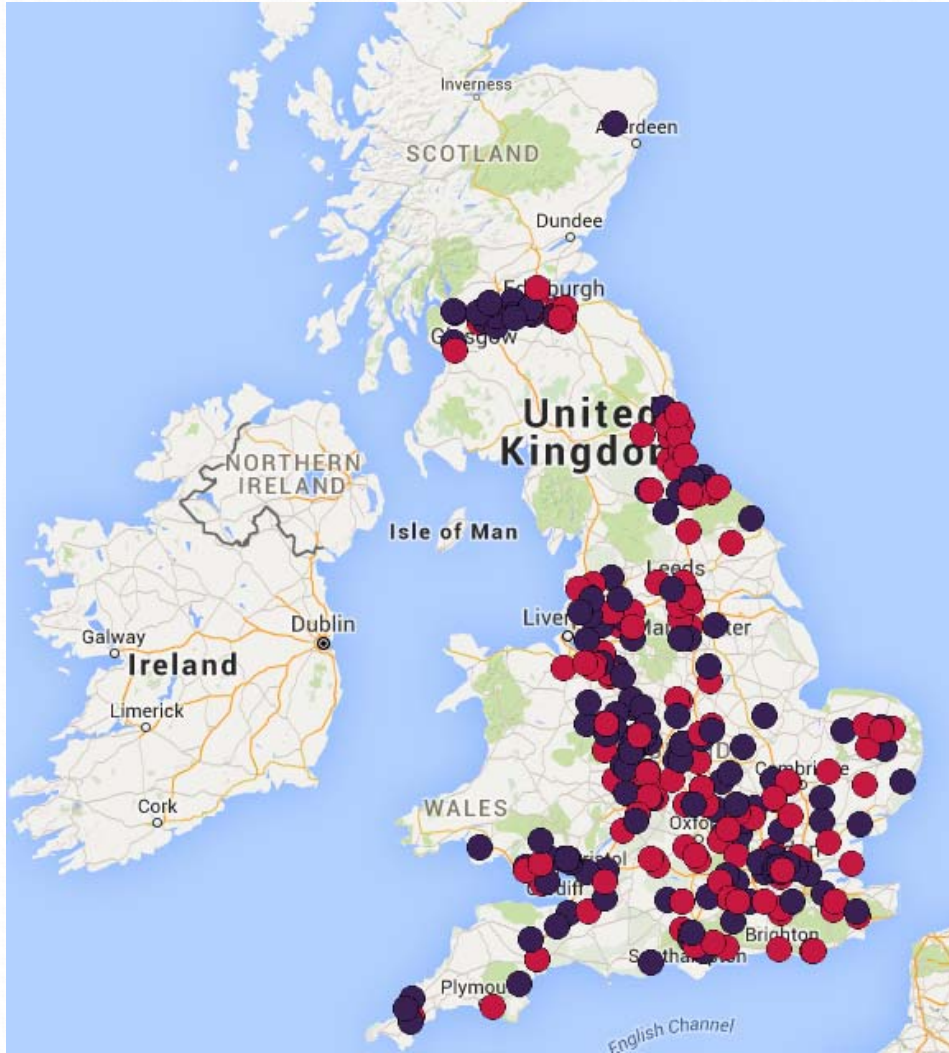 Inverness
Aberdeen
SCOTLAND
Dundee
Edinburgh
Glasgow
United
Kingdom
NORTHERN
IRELAND
Isle of Man
Leeds
Dublin
Galway
Ireland
Limerick
Cork
WALES
Cambridge
Oxford
Cardiff
Brighton
Southampton
Plymouth
English Channel